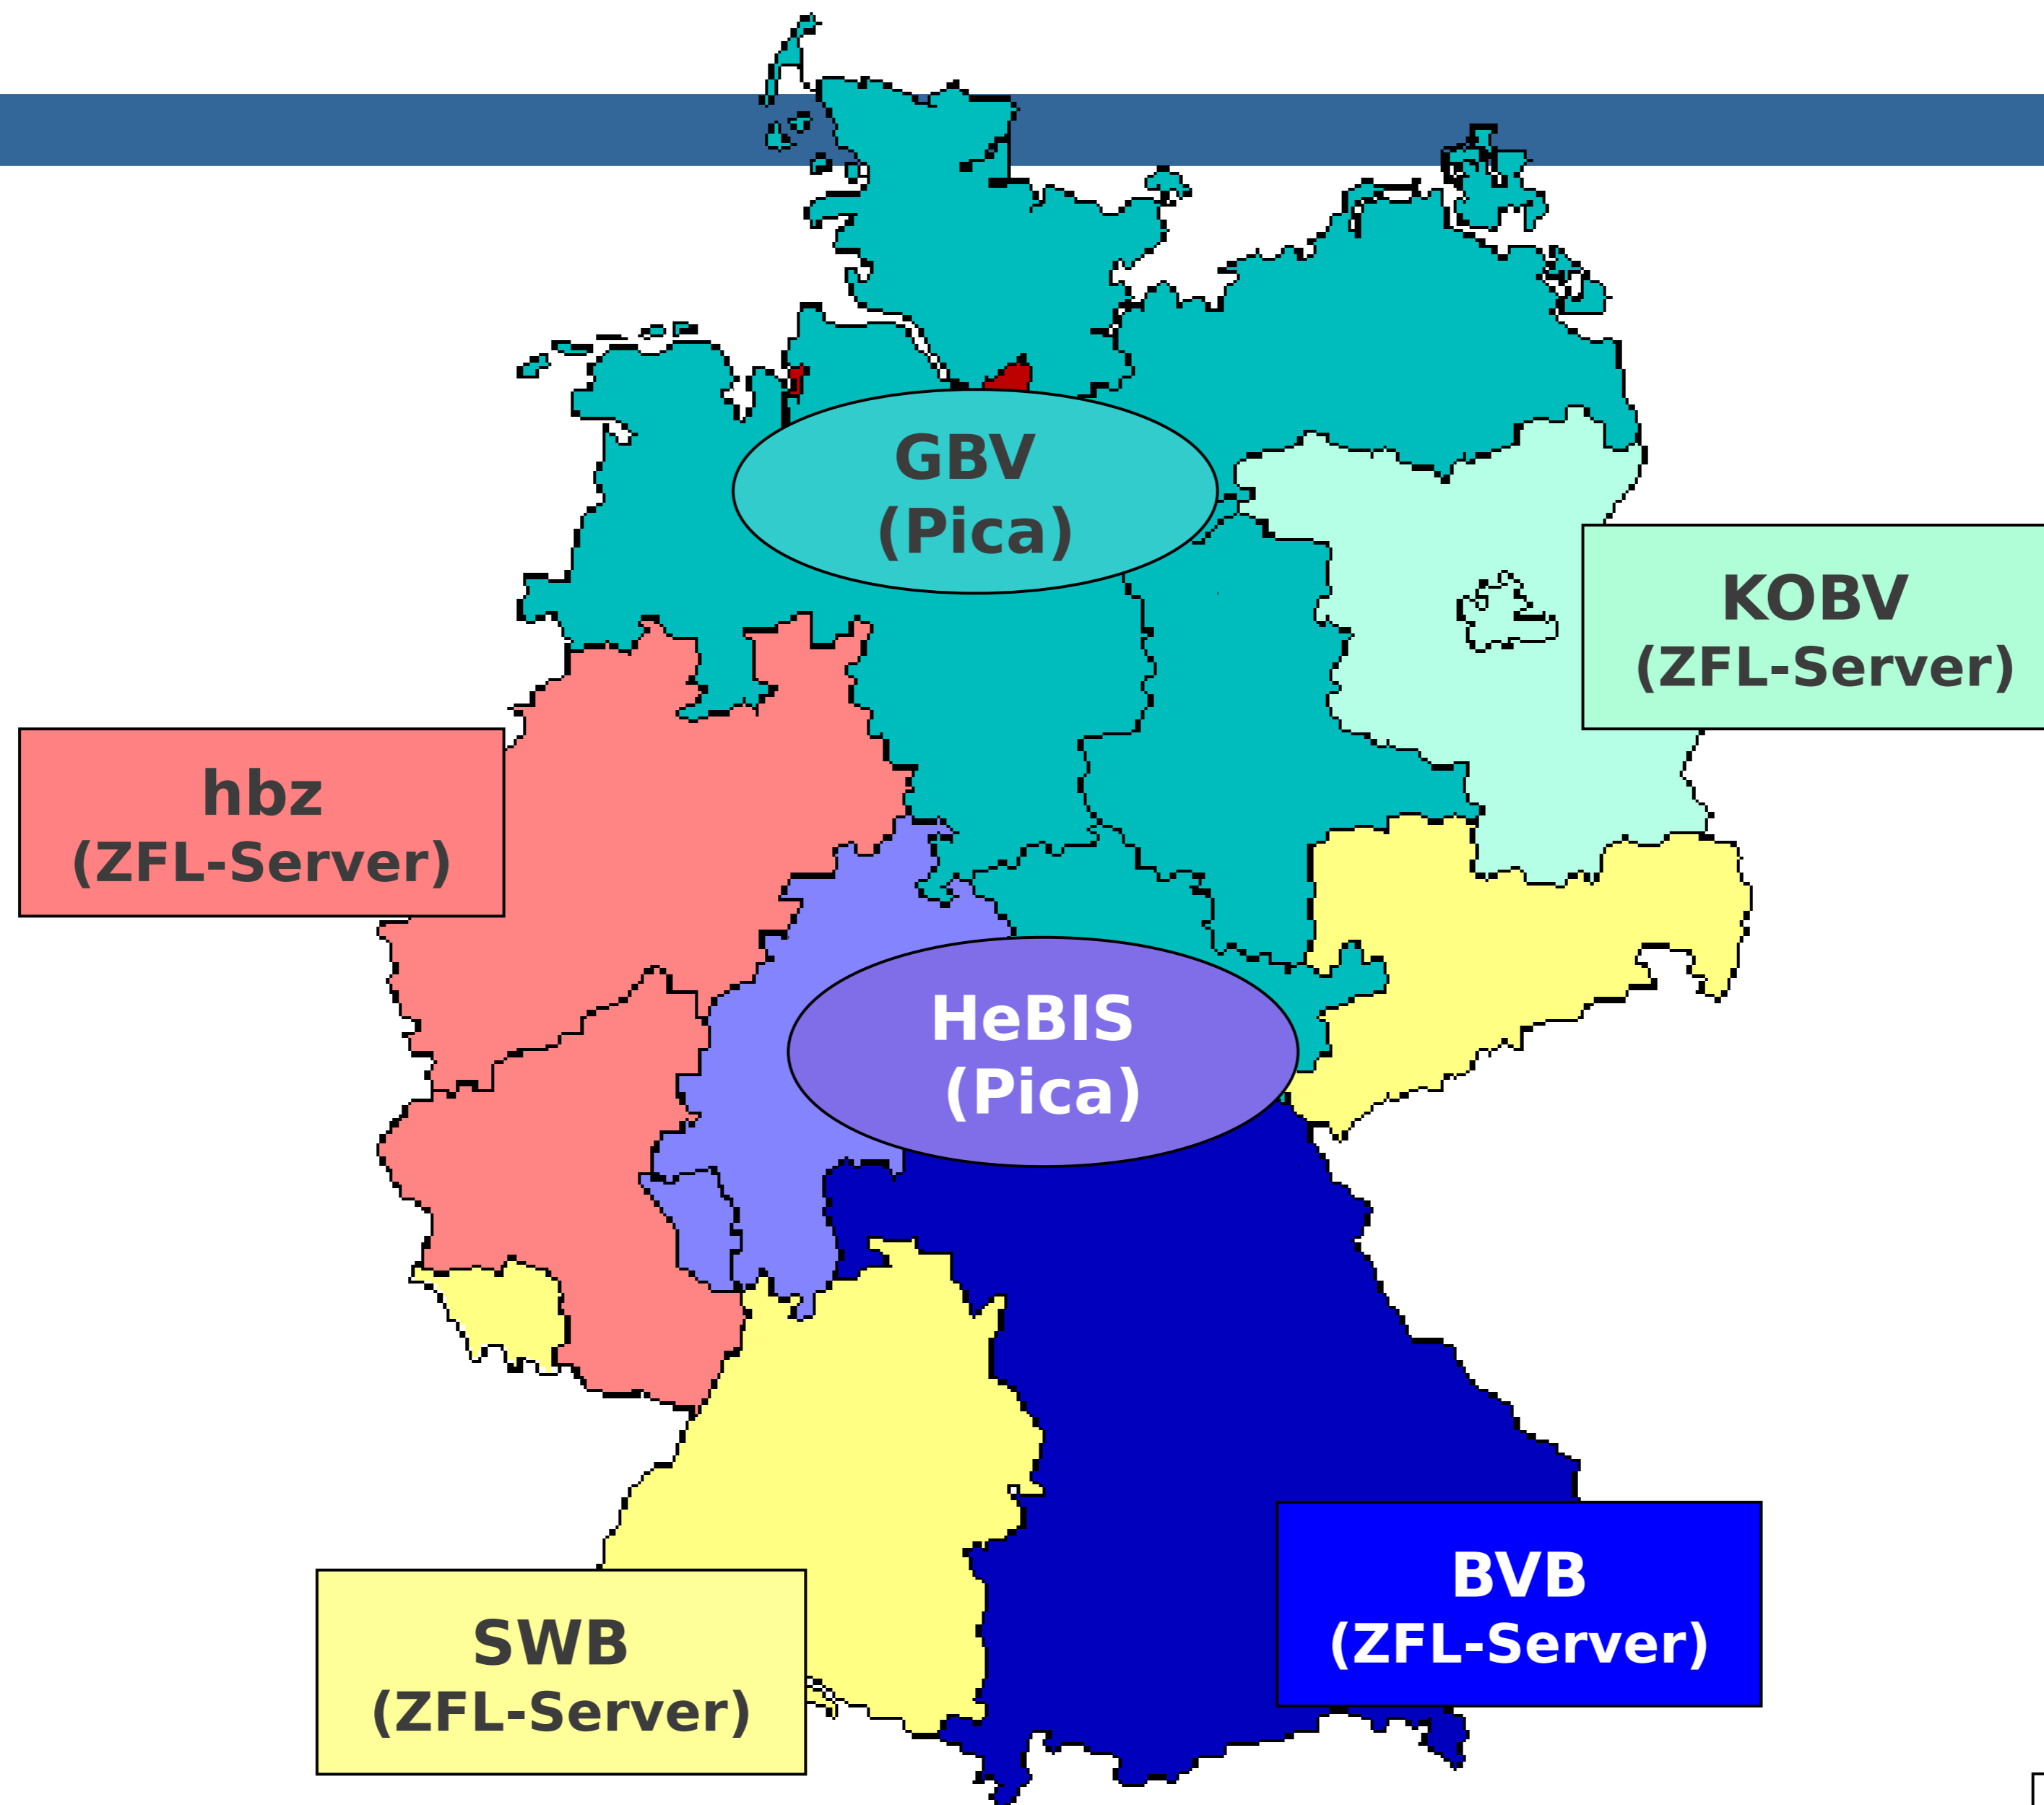 GBV
(Pica)
KOBV
(ZFL-Server)
hbz
(ZFL-Server)
HeBIS
(Pica)
BVB
(ZFL-Server)
SWB
(ZFL-Server)